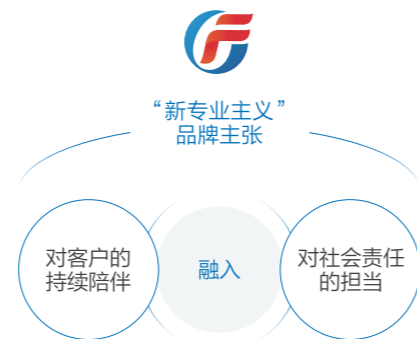 “新专业主义”
品牌主张
对客户的
持续陪伴
融入
对社会责任
的担当